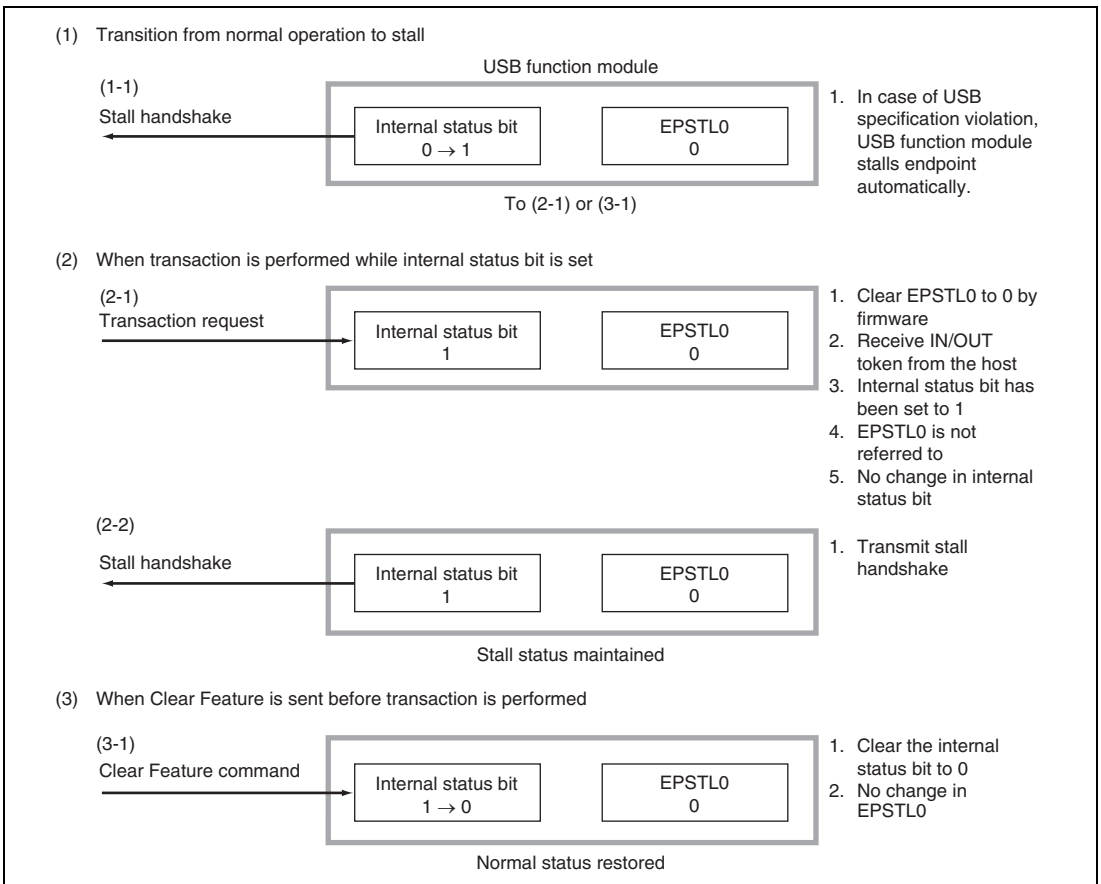 (1) Transition from normal operation to stall
USB function module
(1-1)
Stall handshake
Internal status bit
0 → 1
EPSTL0
0
1. In case of USB
specification violation,
USB function module
stalls endpoint
automatically.
To (2-1) or (3-1)
(2) When transaction is performed while internal status bit is set
(2-1)
Transaction request
Internal status bit
1
EPSTL0
0
1. Clear EPSTL0 to 0 by
firmware
2. Receive IN/OUT
token from the host
3. Internal status bit has
been set to 1
4. EPSTL0 is not
referred to
5. No change in internal
status bit
(2-2)
Stall handshake
Internal status bit
1
EPSTL0
0
1. Transmit stall
handshake
Stall status maintained
(3) When Clear Feature is sent before transaction is performed
(3-1)
Clear Feature command
Internal status bit
1 → 0
EPSTL0
0
1. Clear the internal
status bit to 0
2. No change in
EPSTL0
Normal status restored